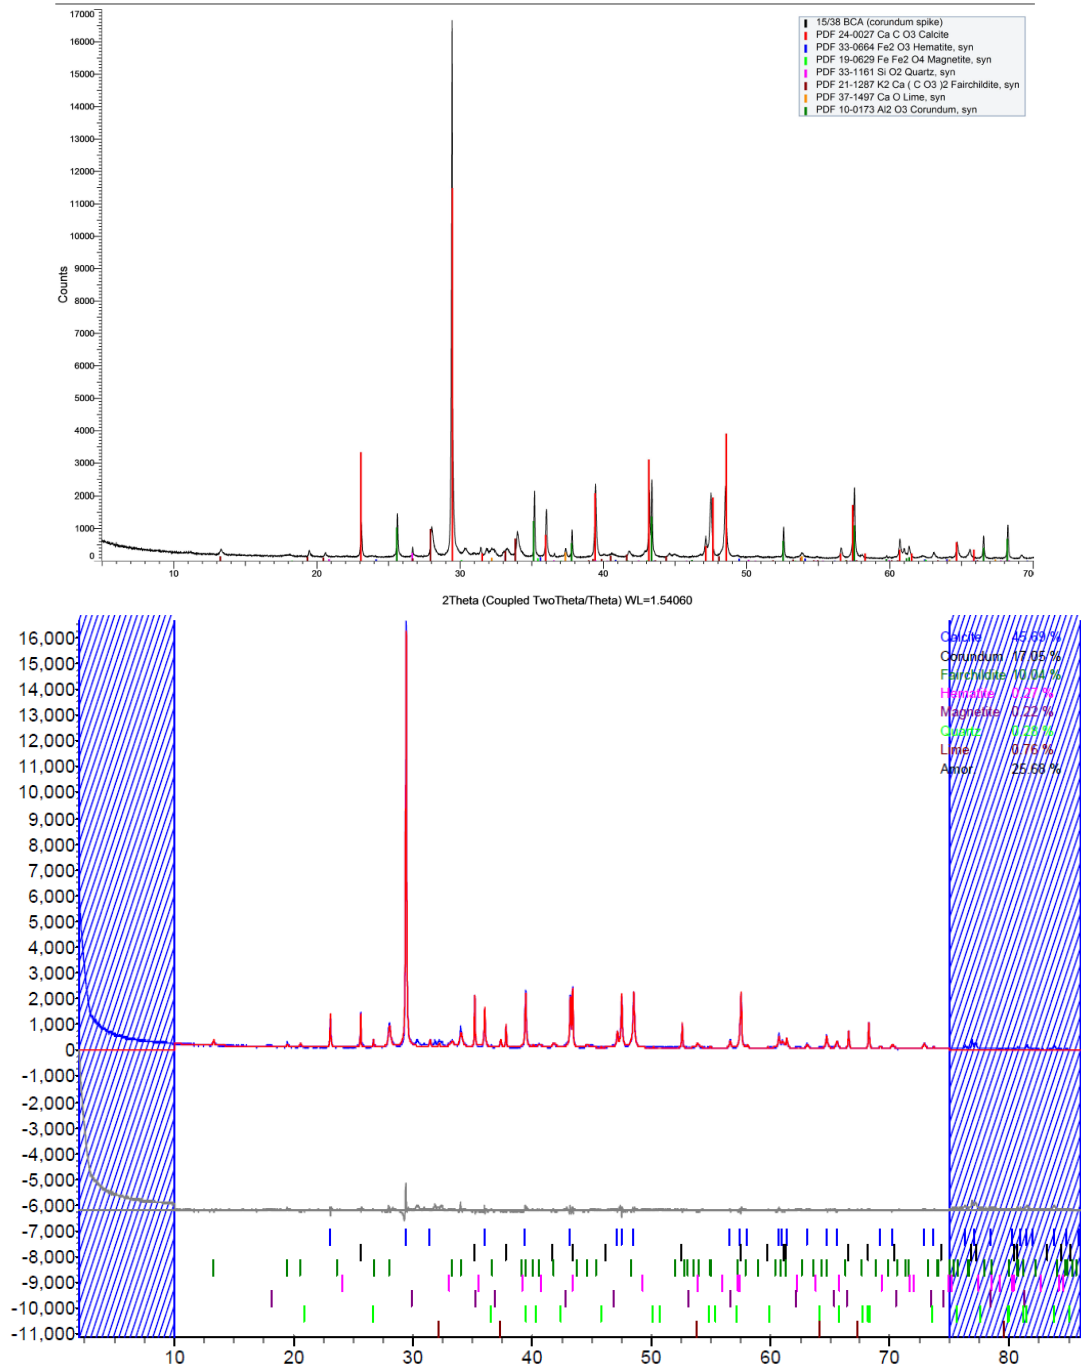 17000
16000
15000
14000
13000
12000
11000
10000
9000
8000
7000
6000
5000
4000
3000
2000
1000
0
Counts
15/38 BCA (corundum spike)
PDF 24-0027 Ca C O3 Calcite
PDF 33-0664 Fe2 O3 Hematite, syn
PDF 19-0629 Fe Fe2 O4 Magnetite, syn
PDF 33-1161 Si O2 Quartz, syn
PDF 21-1287 K2 Ca ( C O3 )2 Fairchildite, syn
PDF 37-1497 Ca O Lime, syn
PDF 10-0173 Al2 O3 Corundum, syn
10 20 30 40 50 60 70
2Theta (Coupled TwoTheta/Theta) WL=1.54060
16,000
15,000
14,000
13,000
12,000
11,000
10,000
9,000
8,000
7,000
6,000
5,000
4,000
3,000
2,000
1,000
0
-1,000
-2,000
-3,000
-4,000
-5,000
-6,000
-7,000
-8,000
-9,000
-10,000
-11,000
Calcite 45.69 %
Corundum 17.05 %
Fairchildite 10.04 %
Hematite 0.27 %
Magnetite 0.22 %
Quartz 0.29 %
Lime 0.76 %
Amor 25.68 %
10 20 30 40 50 60 70 80